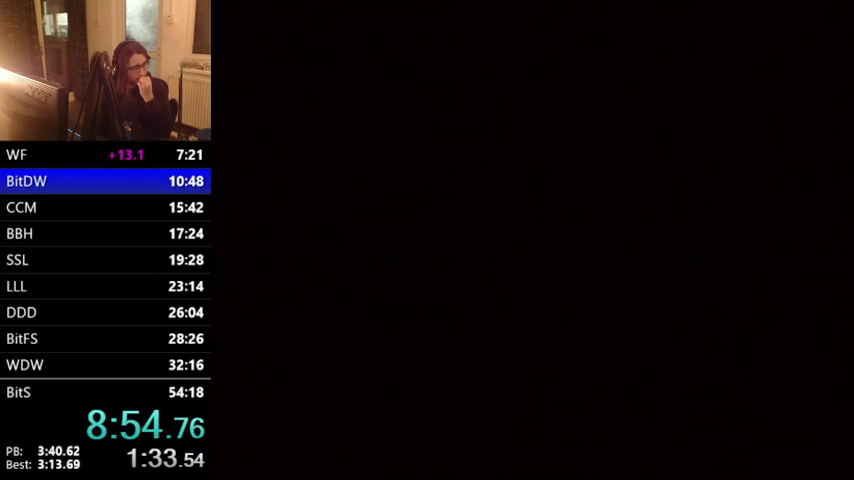 WF +13.1 7:21
BitDW 10:48
CCM 15:42
BBH 17:24
SSL 19:28
LLL 23:14
DDD 26:04
BitFS 28:26
WDW 32:16
BitS 54:18
8:54.76
PB: 3:40.62
Best: 3:13.69
1:33.54